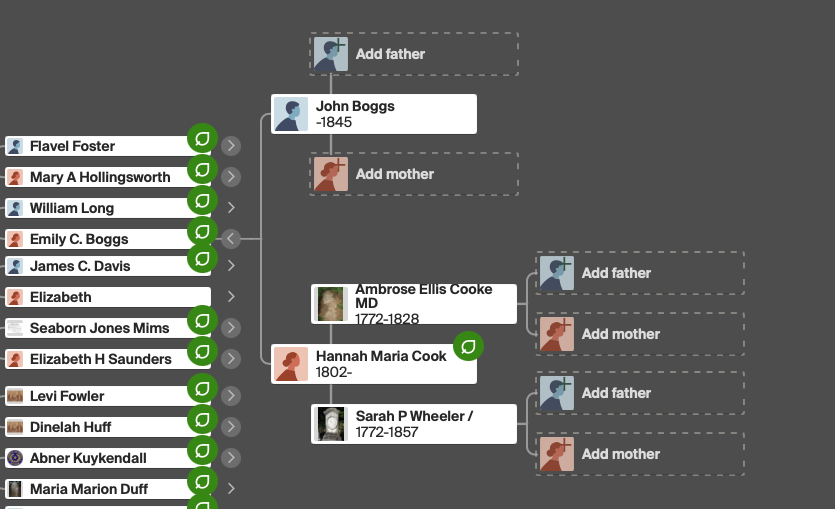 Add father
John Boggs
-1845
Add mother
Flavel Foster
Mary A Hollingsworth
William Long
Emily C. Boggs
James C. Davis
Elizabeth
Seaborn Jones Mims
Elizabeth H Saunders
Levi Fowler
Dinelah Huff
Abner Kuykendall
Maria Marion Duff
Ambrose Ellis Cooke
MD
1772-1828
Hannah Maria Cook
1802-
Sarah P Wheeler /
1772-1857
Add father
Add mother
Add father
Add mother